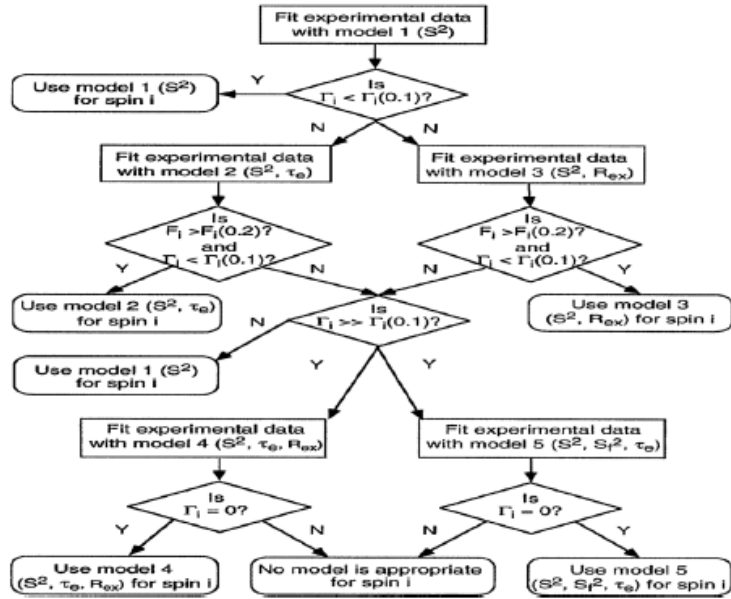 Fit experimental data
with model 1 (S²)
Y
Is
Γᵢ < Γᵢ(0.1)?
Use model 1 (S²)
for spin i
N
N
Fit experimental data
with model 2 (S², τₑ)
Fit experimental data
with model 3 (S², Rₑₓ)
Is
Fᵢ >Fᵢ(0.2)?
and
Γᵢ < Γᵢ(0.1)?
Is
Fᵢ >Fᵢ(0.2)?
and
Γᵢ < Γᵢ(0.1)?
Y
N
N
Y
Use model 2 (S², τₑ)
for spin i
Is
Γᵢ >> Γᵢ(0.1)?
Use model 3
(S², Rₑₓ) for spin i
N
Use model 1 (S²)
for spin i
Y
Y
Fit experimental data
with model 4 (S², τₑ, Rₑₓ)
Fit experimental data
with model 5 (S², S_f², τₑ)
Is
Γᵢ = 0?
Is
Γᵢ = 0?
Y
N
N
Y
Use model 4
(S², τₑ, Rₑₓ) for spin i
No model is appropriate
for spin i
Use model 5
(S², S_f², τₑ) for spin i